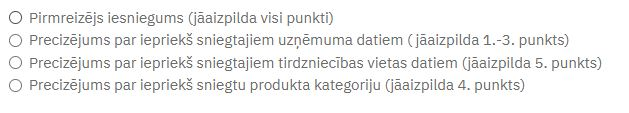 Pirmreizējs iesniegums (jāaizpilda visi punkti)
Precizējums par iepriekš sniegtajiem uzņēmuma datiem ( jāaizpilda 1.-3. punkts)
Precizējums par iepriekš sniegtajiem tirdzniecības vietas datiem (jāaizpilda 5. punkts)
Precizējums par iepriekš sniegtu produkta kategoriju (jāaizpilda 4. punkts)